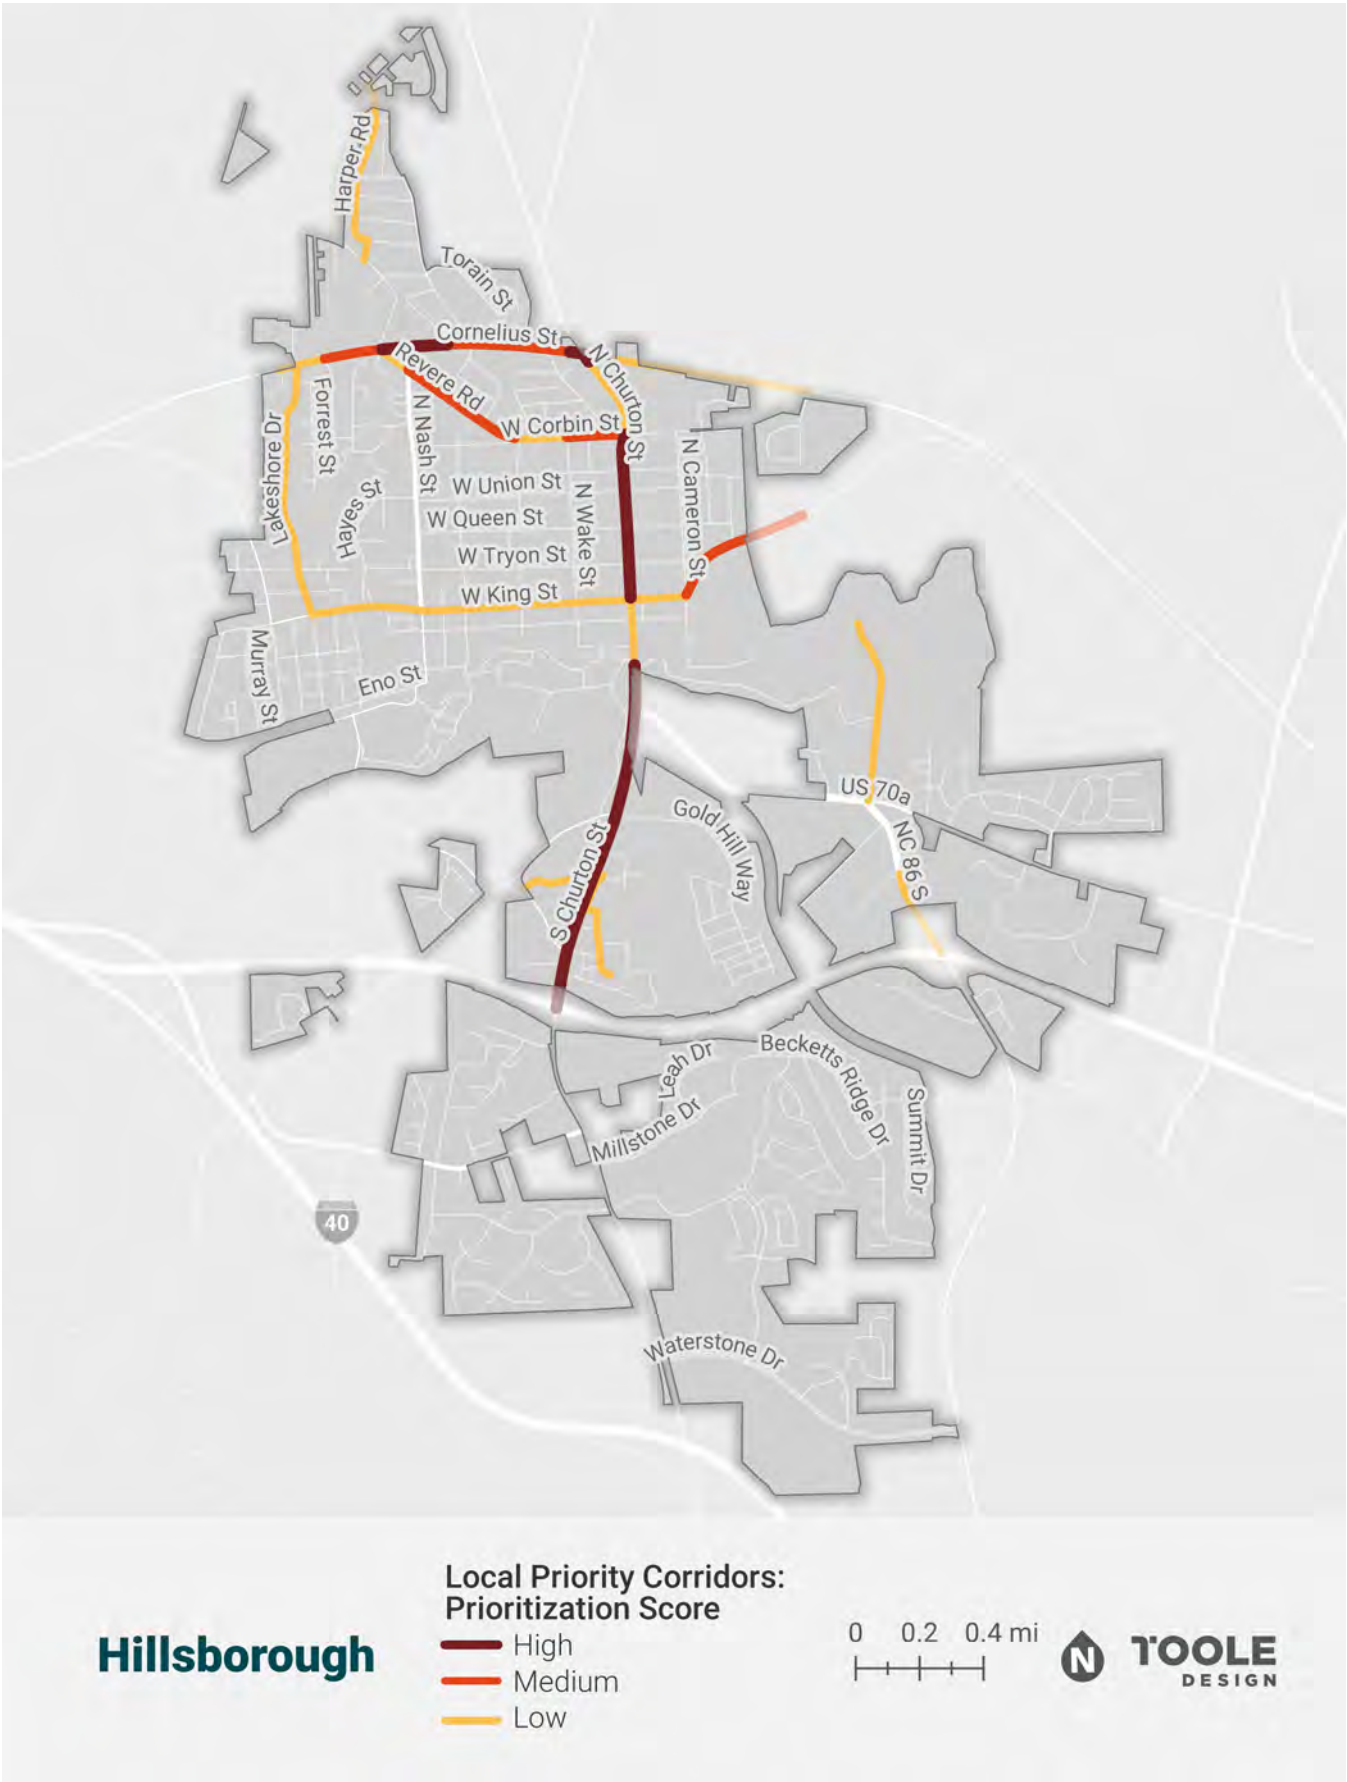 Harper Rd
Torain St
Cornelius St
N Churton St
Revere Rd
Forrest St
Lakeshore Dr
N Nash St
W Corbin St
N Cameron St
Hayes St
W Union St
N Wake St
W Queen St
W Tryon St
W King St
Murray St
Eno St
US 70a
Gold Hill Way
NC 86 S
S Churton St
Leah Dr
Becketts Ridge Dr
Millstone Dr
Summit Dr
40
Waterstone Dr
Local Priority Corridors:
Prioritization Score
High
Medium
Low
Hillsborough
0 0.2 0.4 mi
N
TOOLE
DESIGN